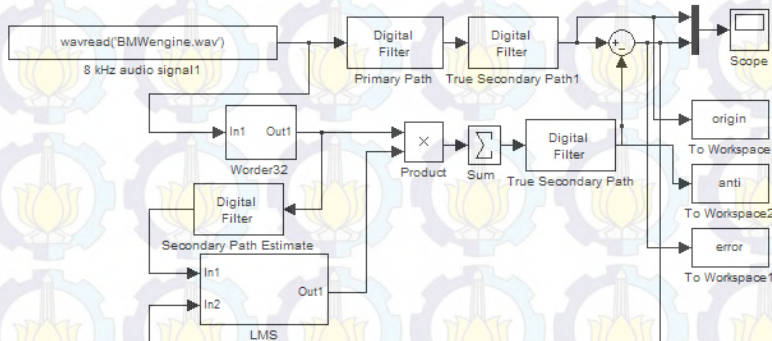 wavread('BMWengine.wav')
8 kHz audio signal1
Digital
Filter
Primary Path
Digital
Filter
True Secondary Path1
+
−
Scope
origin
To Workspace
In1 Out1
Worder32
×
Product
Σ
Sum
Digital
Filter
True Secondary Path
anti
To Workspace2
Digital
Filter
Secondary Path Estimate
error
To Workspace1
In1
In2
Out1
LMS